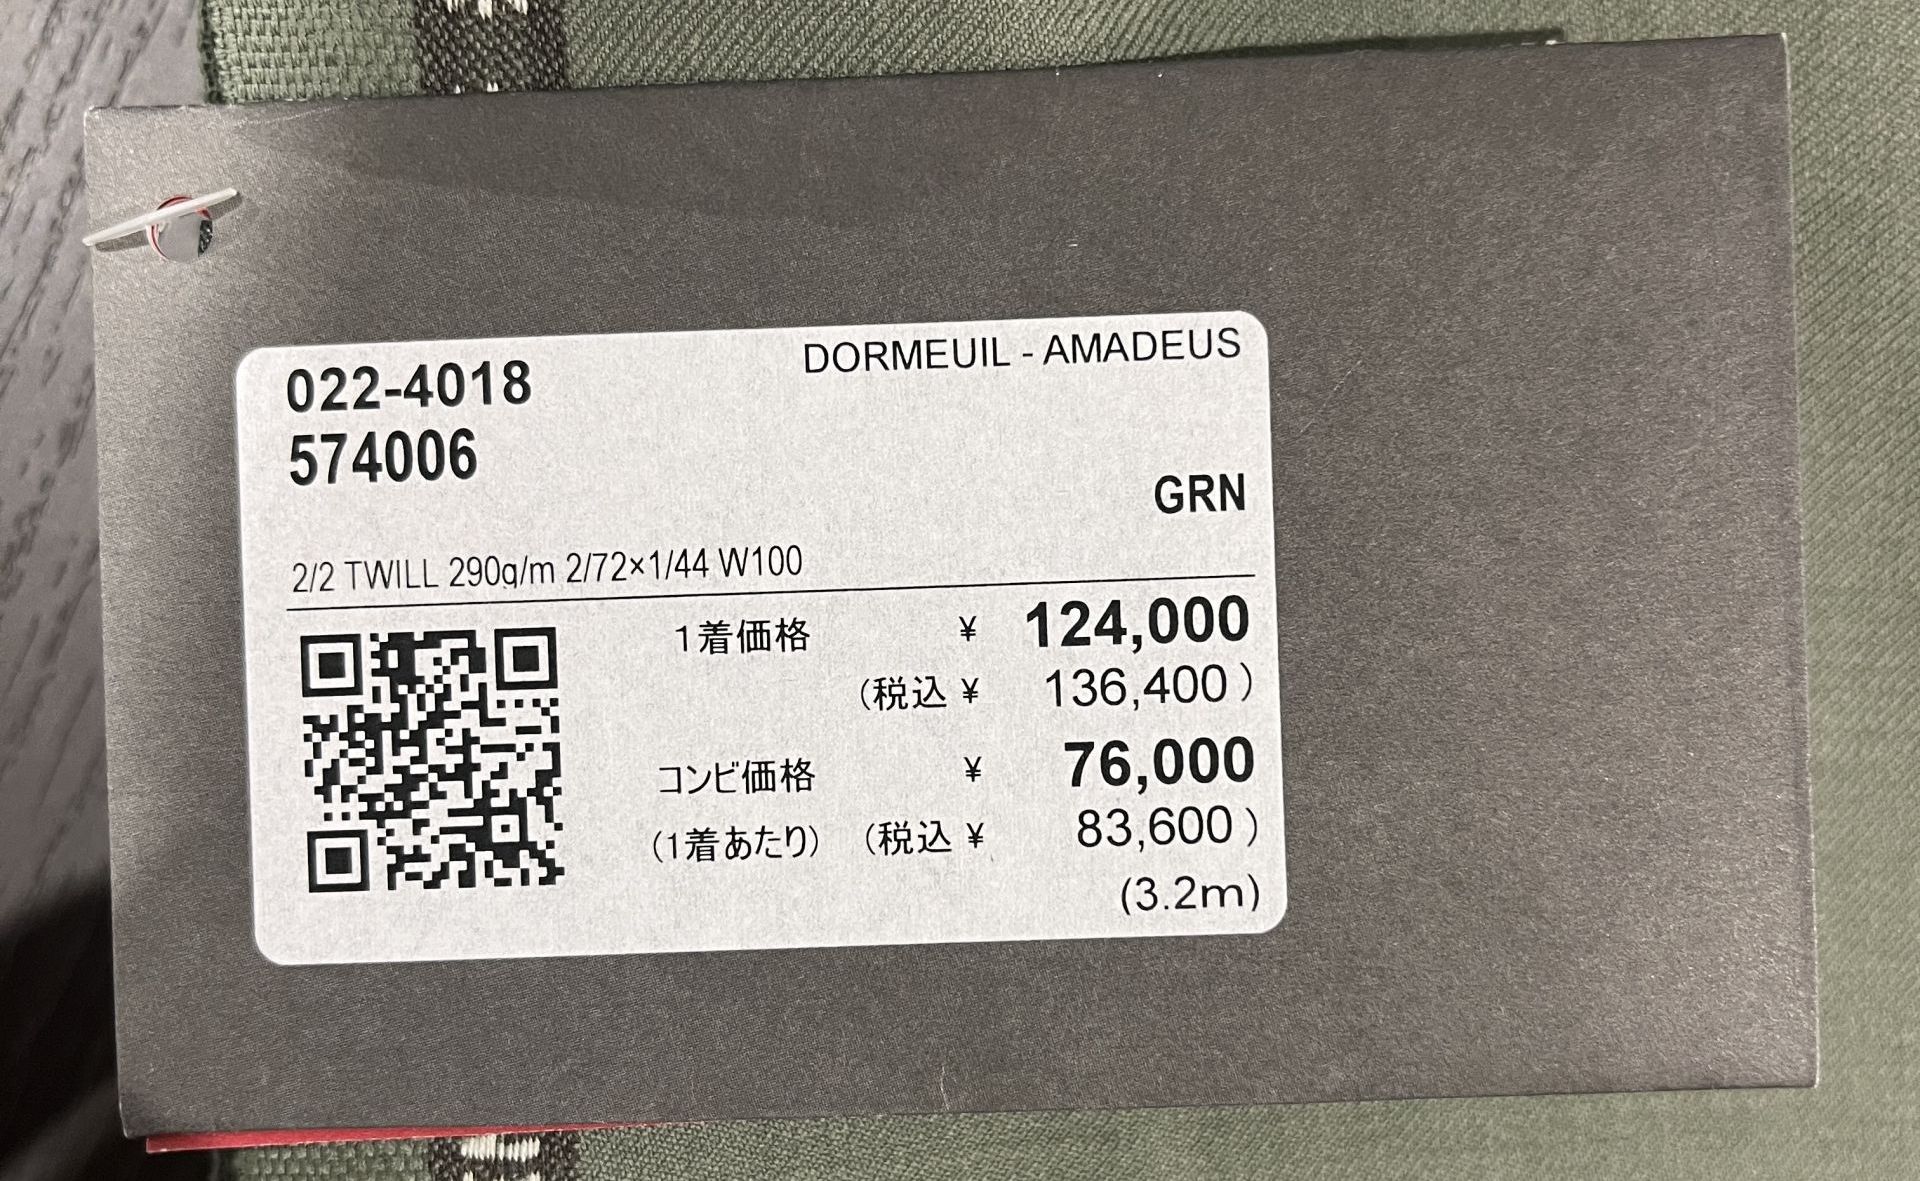 022-4018
DORMEUIL - AMADEUS
574006
GRN
2/2 TWILL 290g/m 2/72×1/44 W100
1着価格 ¥ 124,000
(税込 ¥ 136,400)
コンビ価格 ¥ 76,000
(1着あたり) (税込 ¥ 83,600)
(3.2m)